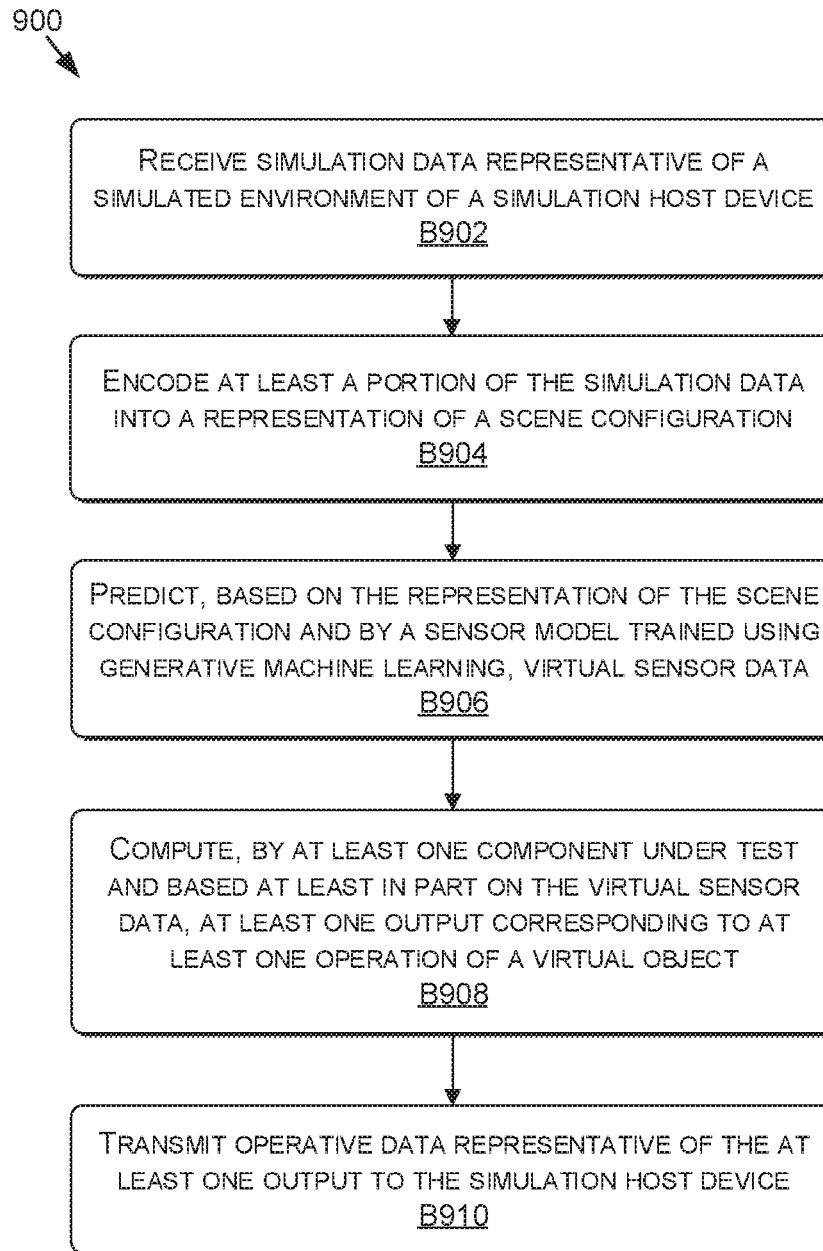 900
RECEIVE SIMULATION DATA REPRESENTATIVE OF A
SIMULATED ENVIRONMENT OF A SIMULATION HOST DEVICE
B902
ENCODE AT LEAST A PORTION OF THE SIMULATION DATA
INTO A REPRESENTATION OF A SCENE CONFIGURATION
B904
PREDICT, BASED ON THE REPRESENTATION OF THE SCENE
CONFIGURATION AND BY A SENSOR MODEL TRAINED USING
GENERATIVE MACHINE LEARNING, VIRTUAL SENSOR DATA
B906
COMPUTE, BY AT LEAST ONE COMPONENT UNDER TEST
AND BASED AT LEAST IN PART ON THE VIRTUAL SENSOR
DATA, AT LEAST ONE OUTPUT CORRESPONDING TO AT
LEAST ONE OPERATION OF A VIRTUAL OBJECT
B908
TRANSMIT OPERATIVE DATA REPRESENTATIVE OF THE AT
LEAST ONE OUTPUT TO THE SIMULATION HOST DEVICE
B910